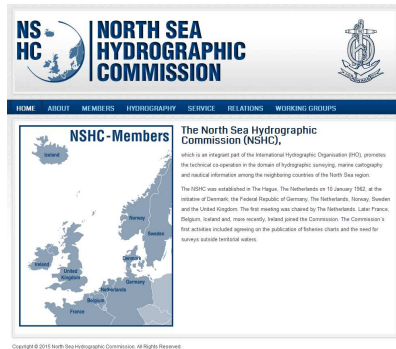 NS
HC
NORTH SEA
HYDROGRAPHIC
COMMISSION
HOME ABOUT MEMBERS HYDROGRAPHY SERVICE RELATIONS WORKING GROUPS
NSHC-Members
Iceland
Norway
Sweden
Denmark
Ireland
United
Kingdom
Germany
Netherlands
Belgium
France
The North Sea Hydrographic
Commission (NSHC),
which is an integrant part of the International Hydrographic Organisation (IHO), promotes
the technical co-operation in the domain of hydrographic surveying, marine cartography
and nautical information among the neighboring countries of the North Sea region.
The NSHC was established in The Hague, The Netherlands on 10 January 1962, at the
initiative of Denmark, the Federal Republic of Germany, The Netherlands, Norway, Sweden
and the United Kingdom. The first meeting was chaired by The Netherlands. Later France,
Belgium, Iceland and, more recently, Ireland joined the Commission. The Commission's
first activities included agreeing on the publication of fisheries charts and the need for
surveys outside territorial waters.
Copyright © 2015 North Sea Hydrographic Commission. All Rights Reserved.